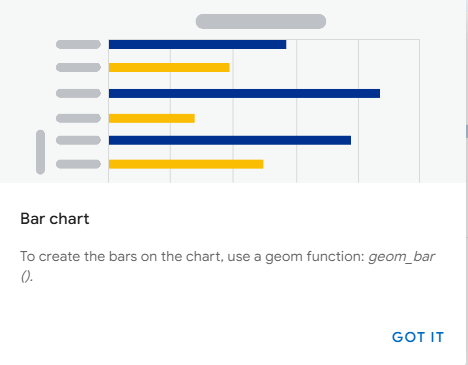 Bar chart
To create the bars on the chart, use a geom function: geom_bar
().
GOT IT